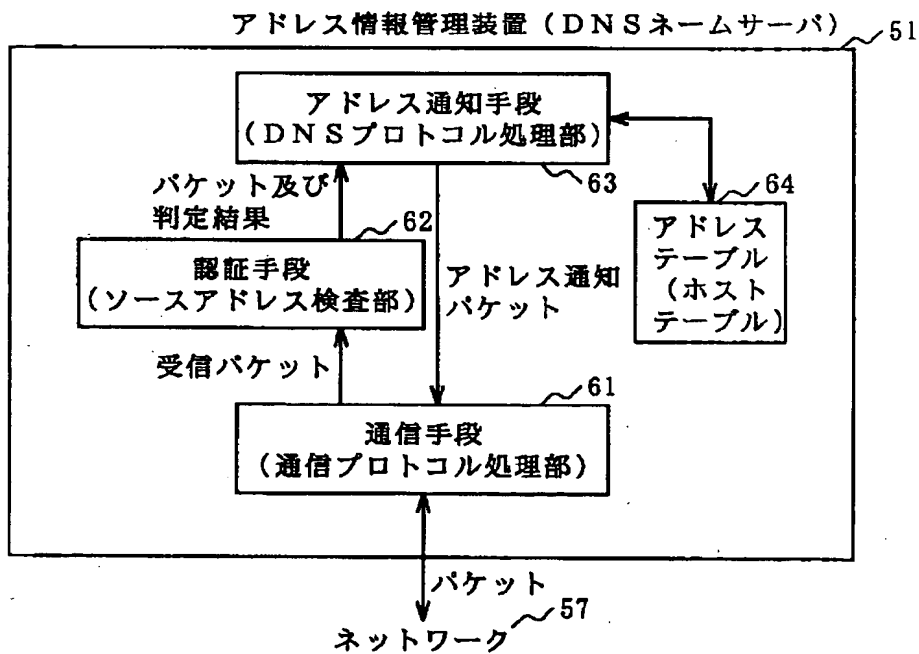 アドレス情報管理装置（DNSネームサーバ）
51
アドレス通知手段
（DNSプロトコル処理部）
63
パケット及び
判定結果
62
64
アドレス
テーブル
（ホスト
テーブル）
認証手段
（ソースアドレス検査部）
アドレス通知
パケット
受信パケット
61
通信手段
（通信プロトコル処理部）
パケット
ネットワーク
57